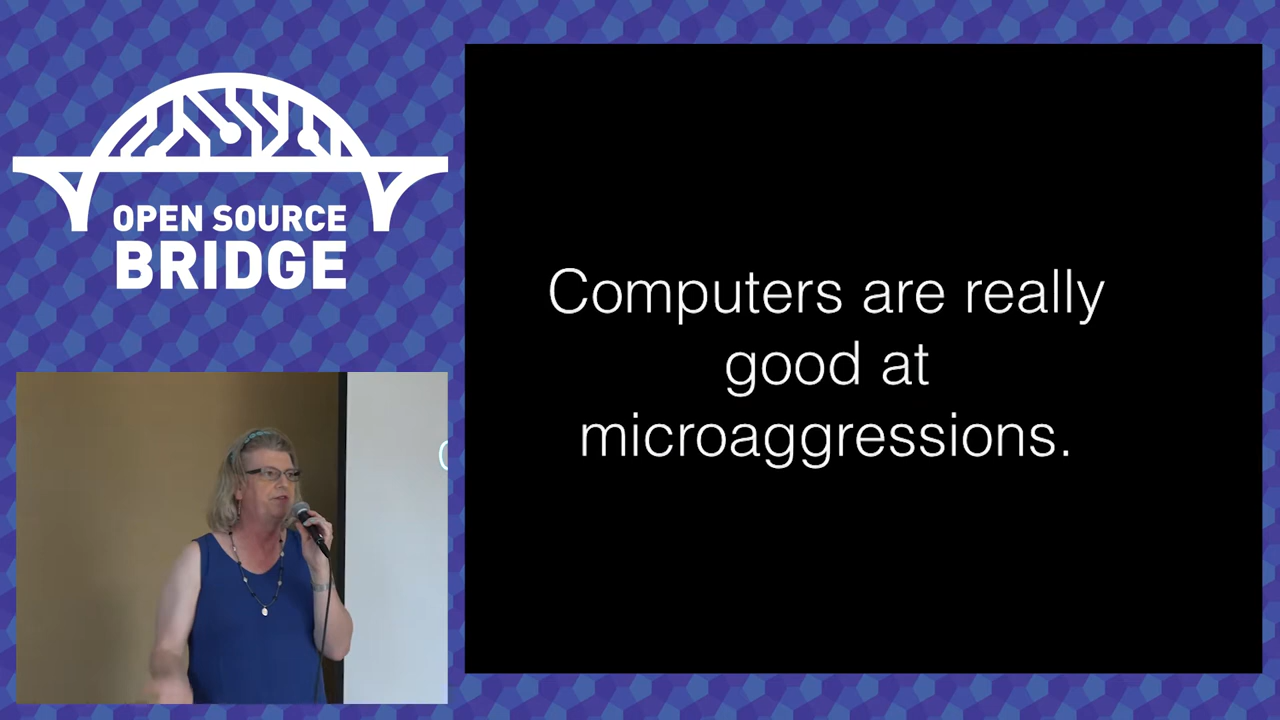 OPEN SOURCE
BRIDGE
Computers are really
good at
microaggressions.